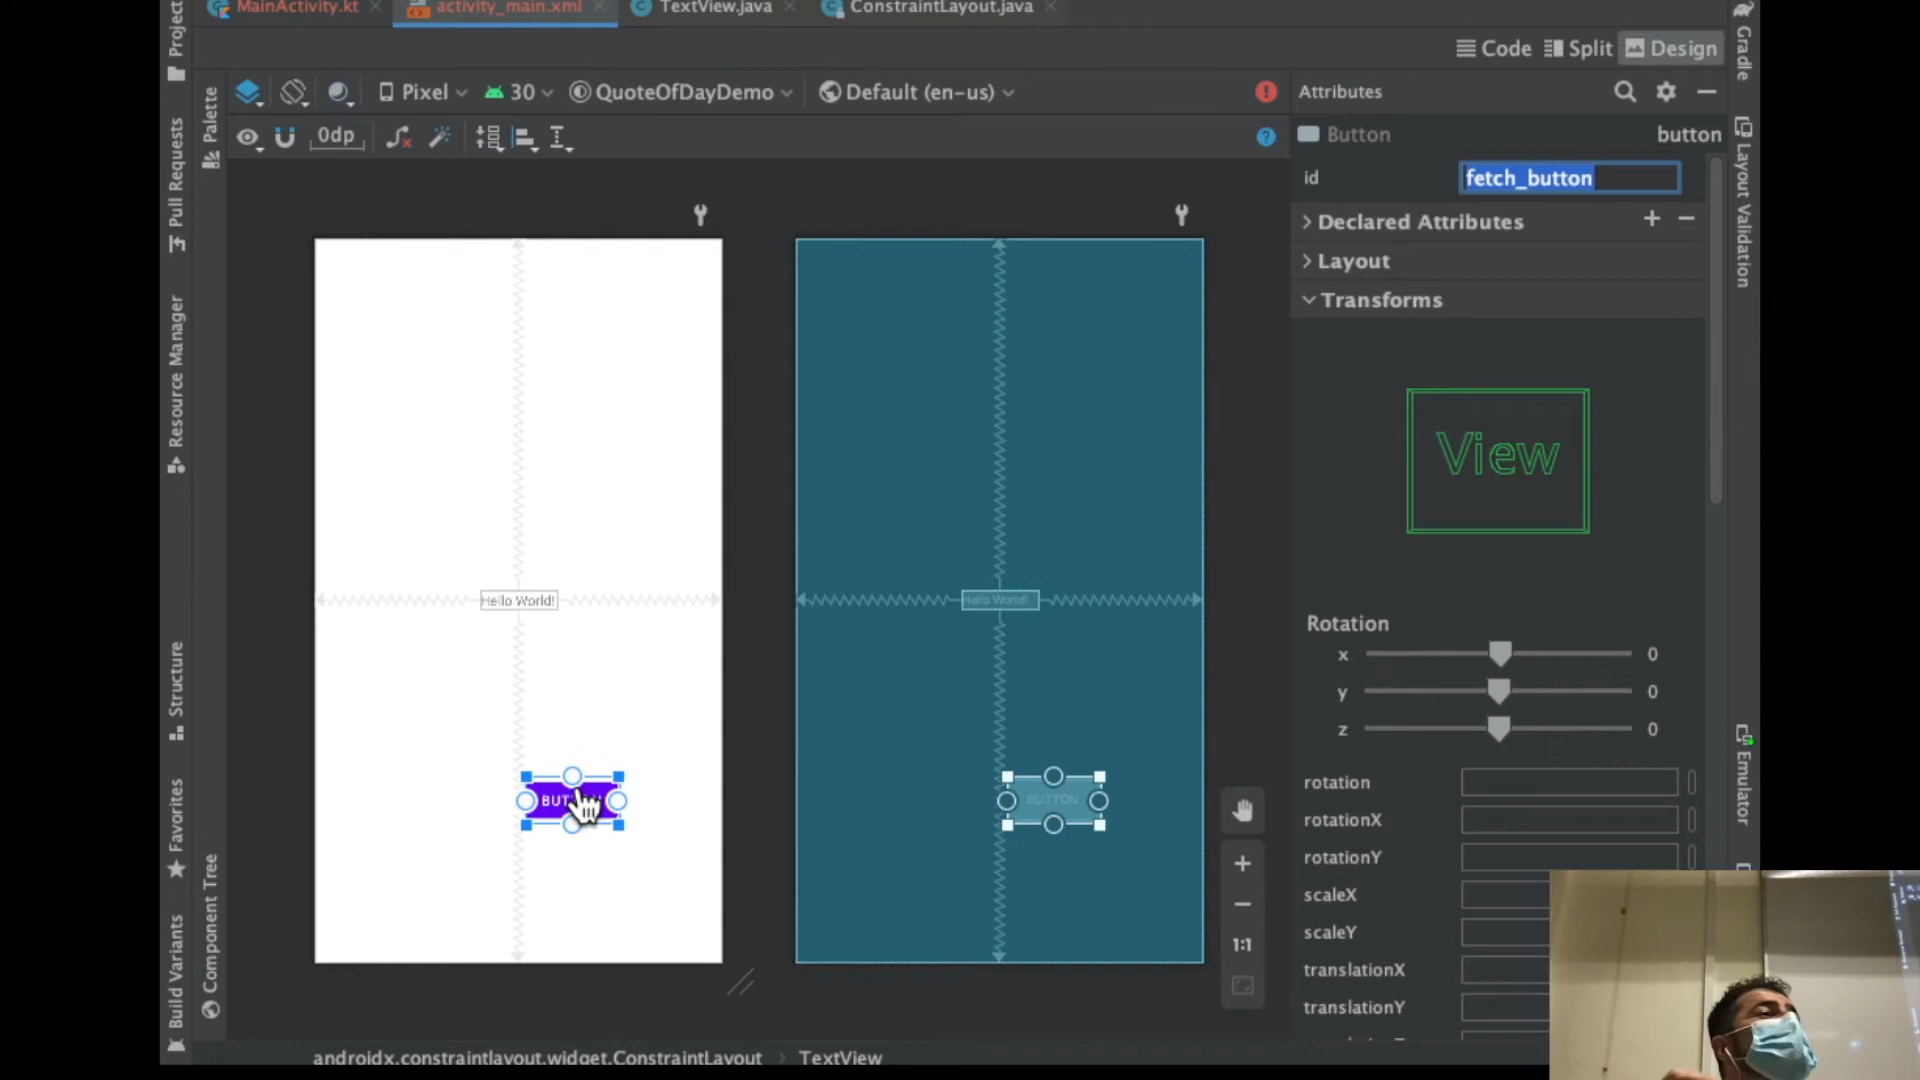 MainActivity.kt
activity_main.xml
TextView.java
ConstraintLayout.java
Code
Split
Design
Pixel
30
QuoteOfDayDemo
Default (en-us)
0dp
Attributes
Button
button
id
fetch_button
Declared Attributes
Layout
Transforms
View
Rotation
x
0
y
0
z
0
rotation
rotationX
rotationY
scaleX
scaleY
translationX
translationY
Hello World!
Hello World!
BUTTON
1:1
Project
Pull Requests
Resource Manager
Structure
Favorites
Build Variants
Palette
Component Tree
Gradle
Layout Validation
Emulator
androidx.constraintlayout.widget.ConstraintLayout
TextView